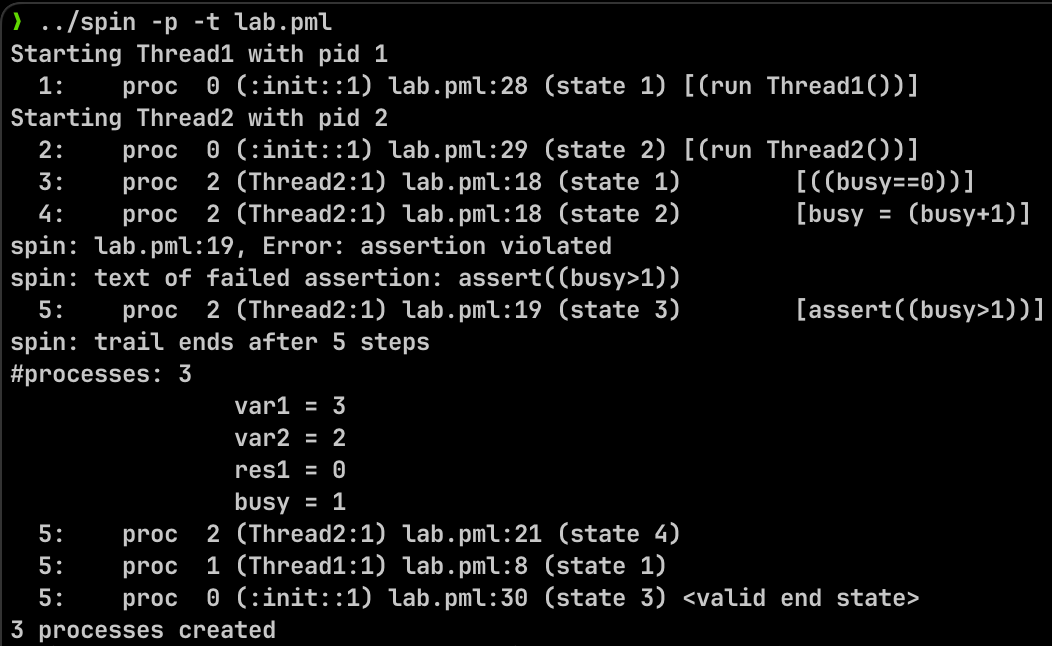 ❯ ../spin -p -t lab.pml
Starting Thread1 with pid 1
  1:    proc  0 (:init::1) lab.pml:28 (state 1) [(run Thread1())]
Starting Thread2 with pid 2
  2:    proc  0 (:init::1) lab.pml:29 (state 2) [(run Thread2())]
  3:    proc  2 (Thread2:1) lab.pml:18 (state 1)        [((busy==0))]
  4:    proc  2 (Thread2:1) lab.pml:18 (state 2)        [busy = (busy+1)]
spin: lab.pml:19, Error: assertion violated
spin: text of failed assertion: assert((busy>1))
  5:    proc  2 (Thread2:1) lab.pml:19 (state 3)        [assert((busy>1))]
spin: trail ends after 5 steps
#processes: 3
                var1 = 3
                var2 = 2
                res1 = 0
                busy = 1
  5:    proc  2 (Thread2:1) lab.pml:21 (state 4)
  5:    proc  1 (Thread1:1) lab.pml:8 (state 1)
  5:    proc  0 (:init::1) lab.pml:30 (state 3) <valid end state>
3 processes created